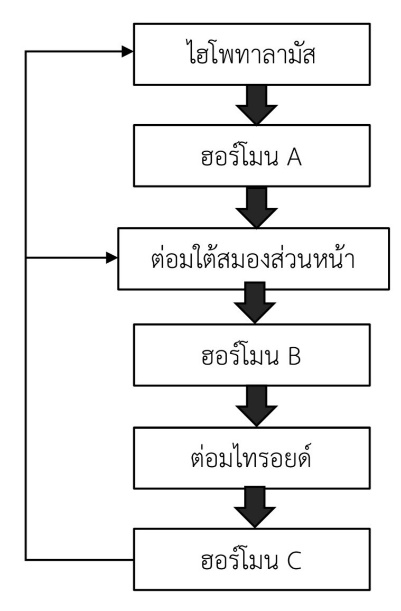 ไฮโพทาลามัส
ฮอร์โมน A
ต่อมใต้สมองส่วนหน้า
ฮอร์โมน B
ต่อมไทรอยด์
ฮอร์โมน C